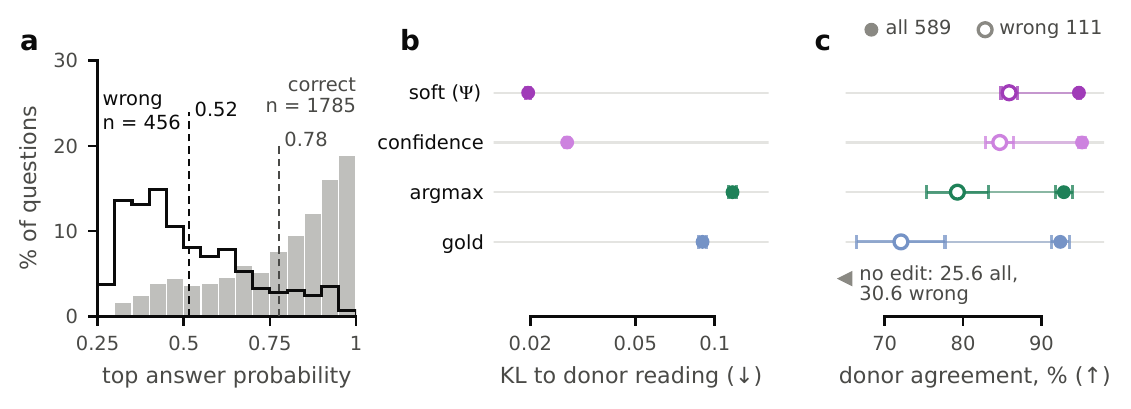 a
30
20
10
0
% of questions
wrong
n = 456
0.52
correct
n = 1785
0.78
0.25
0.5
0.75
1
top answer probability
b
soft (Ψ)
confidence
argmax
gold
0.02
0.05
0.1
KL to donor reading (↓)
c
all 589
wrong 111
no edit: 25.6 all,
30.6 wrong
70
80
90
donor agreement, % (↑)